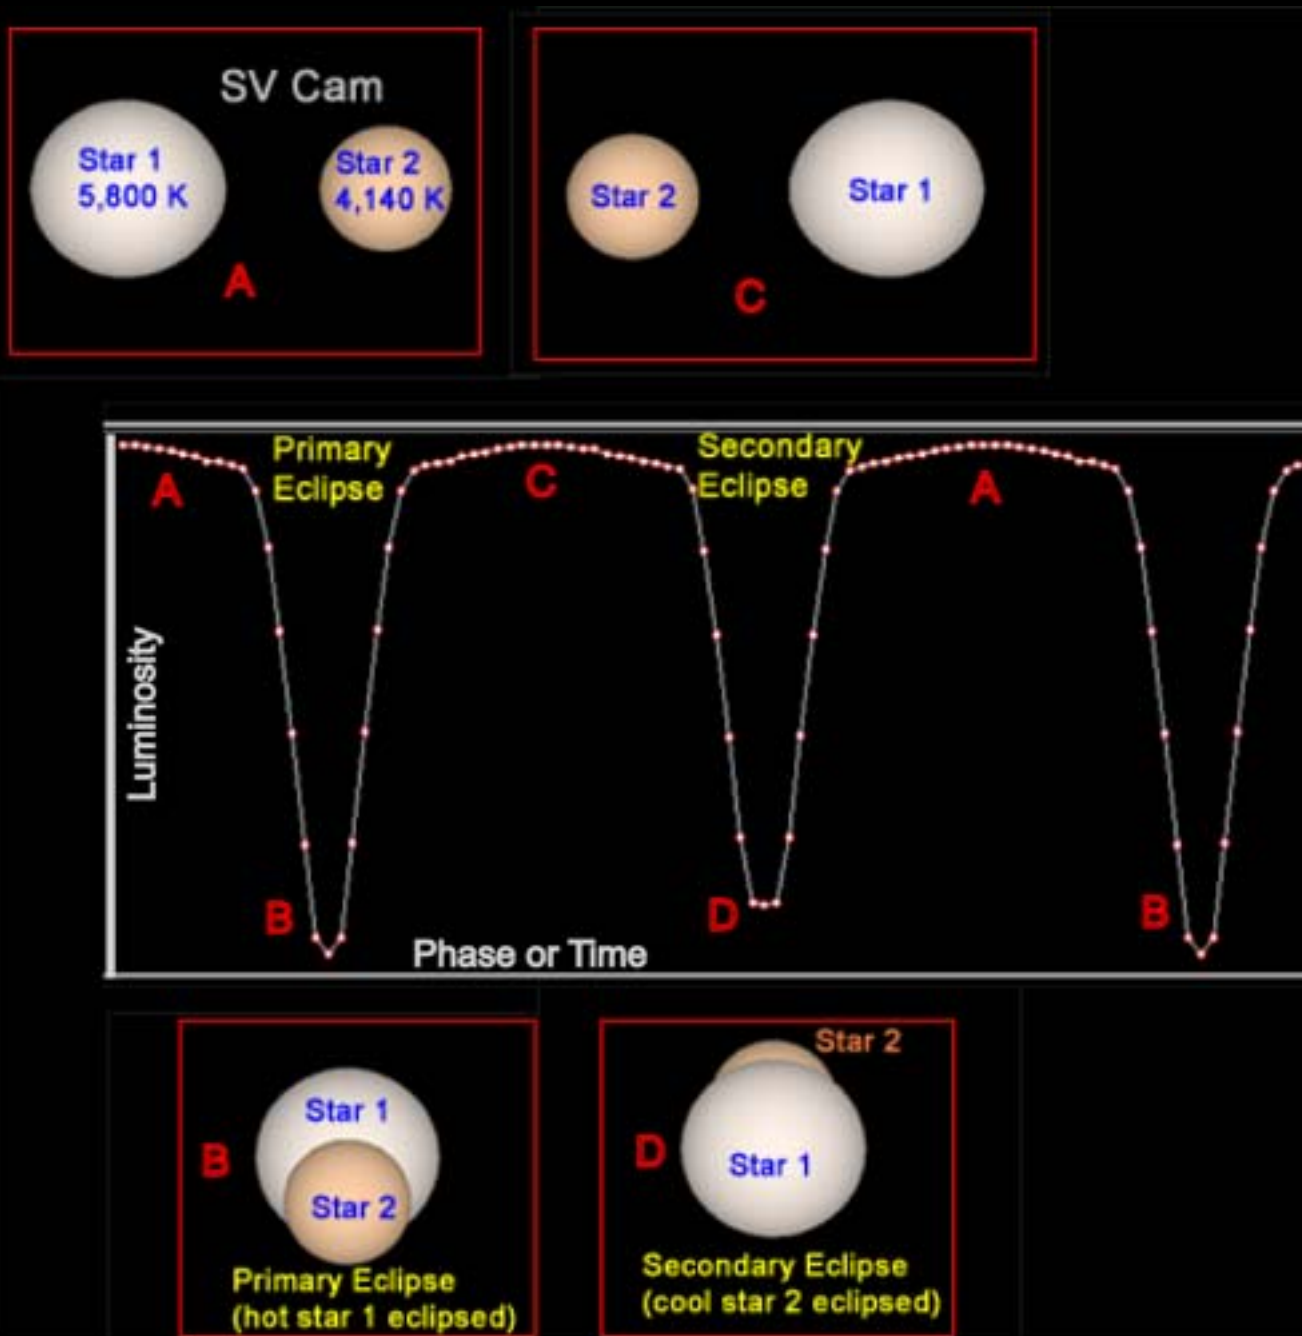 SV Cam
Star 1
5,800 K
Star 2
4,140 K
A
Star 2
Star 1
C
Primary
Eclipse
Secondary
Eclipse
A
C
A
Luminosity
B
D
B
Phase or Time
Star 1
Star 2
B
Primary Eclipse
(hot star 1 eclipsed)
Star 2
D
Star 1
Secondary Eclipse
(cool star 2 eclipsed)